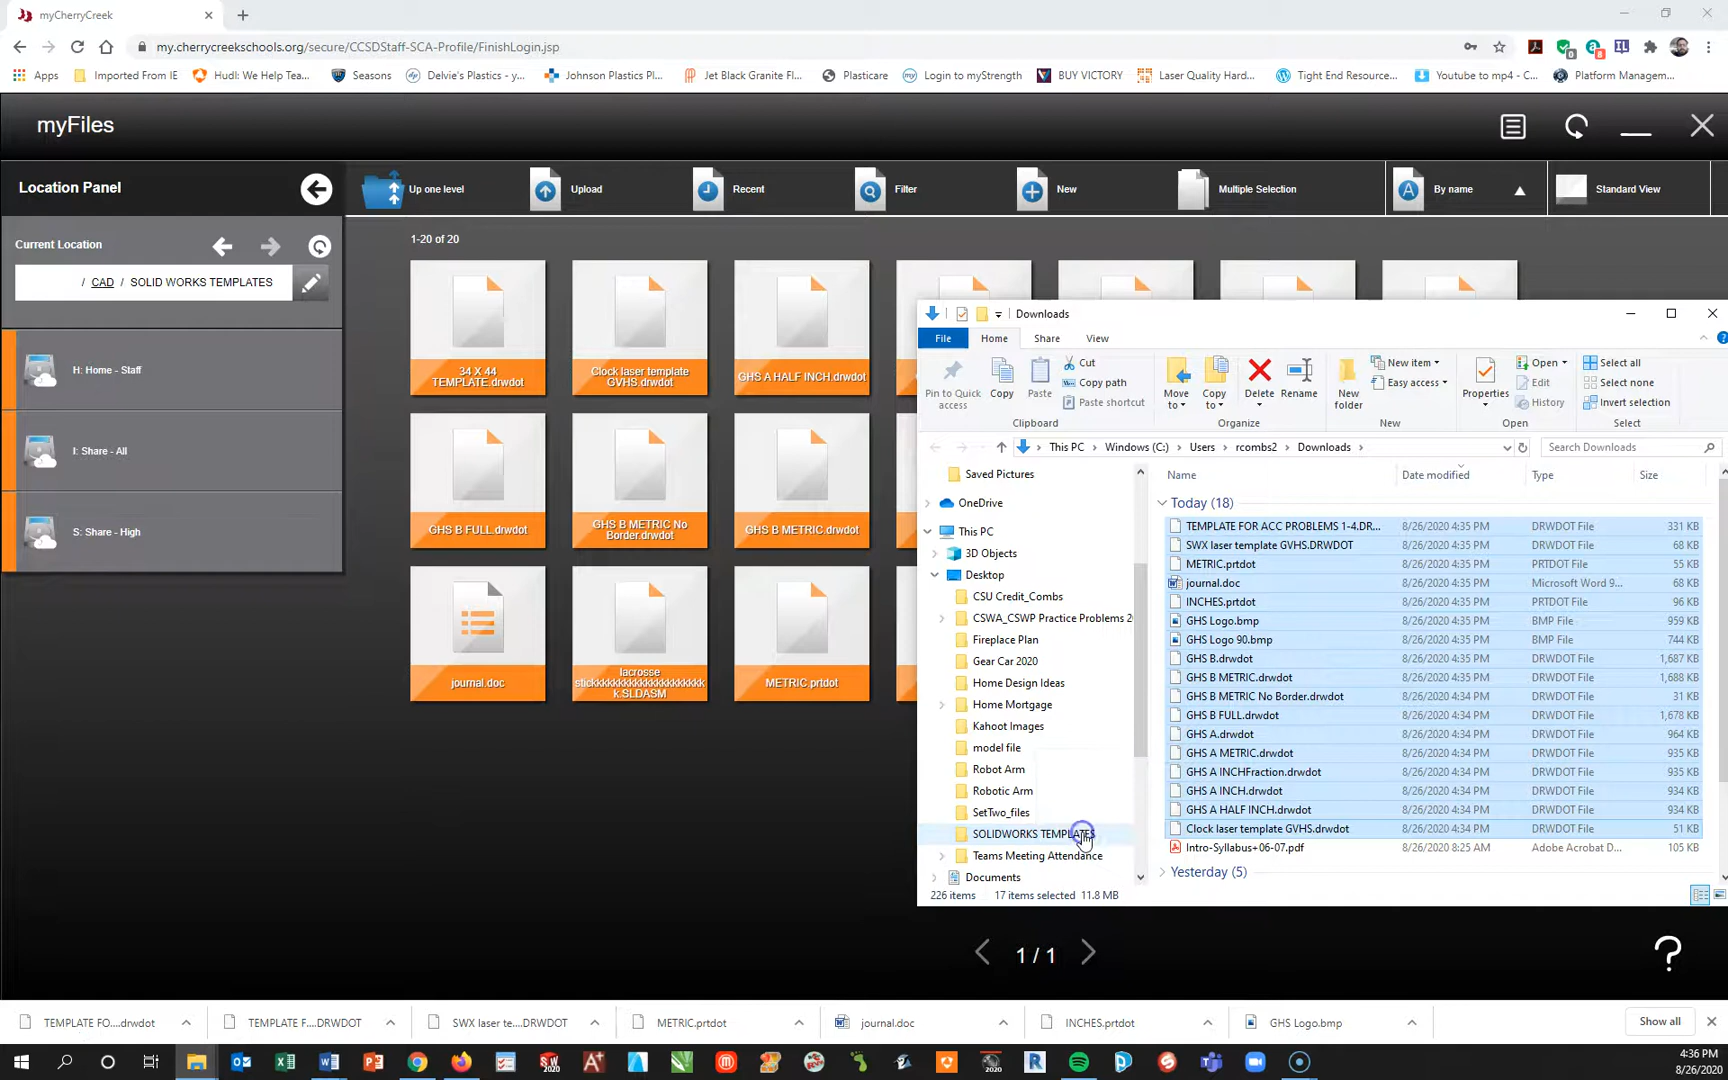 myCherryCreek
my.cherrycreekschools.org/secure/CCSDStaff-SCA-Profile/FinishLogin.jsp
Apps Imported From IE Hudl: We Help Tea... Seasons Delvie's Plastics - y... Johnson Plastics Pl... Jet Black Granite Fl... Plasticare Login to myStrength BUY VICTORY Laser Quality Hard... Tight End Resource... Youtube to mp4 - C... Platform Managem...
myFiles
Location Panel
Up one level Upload Recent Filter New Multiple Selection By name Standard View
Current Location
/ CAD / SOLID WORKS TEMPLATES
H: Home - Staff
I: Share - All
S: Share - High
1-20 of 20
34 X 44
TEMPLATE.drwdot
Clock laser template
GVHS.drwdot
GHS A HALF INCH.drwdot
GHS B FULL.drwdot
GHS B METRIC No
Border.drwdot
GHS B METRIC.drwdot
journal.doc
lacrosse
stickkkkkkkkkkkkkkkkkkkkkkk
k.SLDASM
METRIC.prtdot
Downloads
File Home Share View
Pin to Quick
access
Copy
Paste
Cut
Copy path
Paste shortcut
Move
to
Copy
to
Delete
Rename
New
folder
New item
Easy access
Properties
Open
Edit
History
Select all
Select none
Invert selection
Clipboard Organize New Open Select
This PC Windows (C:) Users rcombs2 Downloads
Search Downloads
Saved Pictures
OneDrive
This PC
3D Objects
Desktop
CSU Credit_Combs
CSWA_CSWP Practice Problems 2
Fireplace Plan
Gear Car 2020
Home Design Ideas
Home Mortgage
Kahoot Images
model file
Robot Arm
Robotic Arm
SetTwo_files
SOLIDWORKS TEMPLATES
Teams Meeting Attendance
Documents
Name Date modified Type Size
Today (18)
TEMPLATE FOR ACC PROBLEMS 1-4.DR... 8/26/2020 4:35 PM DRWDOT File 331 KB
SWX laser template GVHS.DRWDOT 8/26/2020 4:35 PM DRWDOT File 68 KB
METRIC.prtdot 8/26/2020 4:35 PM PRTDOT File 55 KB
journal.doc 8/26/2020 4:35 PM Microsoft Word 9... 68 KB
INCHES.prtdot 8/26/2020 4:35 PM PRTDOT File 96 KB
GHS Logo.bmp 8/26/2020 4:35 PM BMP File 959 KB
GHS Logo 90.bmp 8/26/2020 4:35 PM BMP File 744 KB
GHS B.drwdot 8/26/2020 4:35 PM DRWDOT File 1,687 KB
GHS B METRIC.drwdot 8/26/2020 4:35 PM DRWDOT File 1,688 KB
GHS B METRIC No Border.drwdot 8/26/2020 4:34 PM DRWDOT File 31 KB
GHS B FULL.drwdot 8/26/2020 4:34 PM DRWDOT File 1,678 KB
GHS A.drwdot 8/26/2020 4:34 PM DRWDOT File 964 KB
GHS A METRIC.drwdot 8/26/2020 4:34 PM DRWDOT File 935 KB
GHS A INCHFraction.drwdot 8/26/2020 4:34 PM DRWDOT File 935 KB
GHS A INCH.drwdot 8/26/2020 4:34 PM DRWDOT File 934 KB
GHS A HALF INCH.drwdot 8/26/2020 4:34 PM DRWDOT File 934 KB
Clock laser template GVHS.drwdot 8/26/2020 4:34 PM DRWDOT File 51 KB
Intro-Syllabus+06-07.pdf 8/26/2020 8:25 AM Adobe Acrobat D... 105 KB
Yesterday (5)
226 items 17 items selected 11.8 MB
1 / 1
?
TEMPLATE FO....drwdot TEMPLATE F....DRWDOT SWX laser te....DRWDOT METRIC.prtdot journal.doc INCHES.prtdot GHS Logo.bmp Show all
4:36 PM
8/26/2020